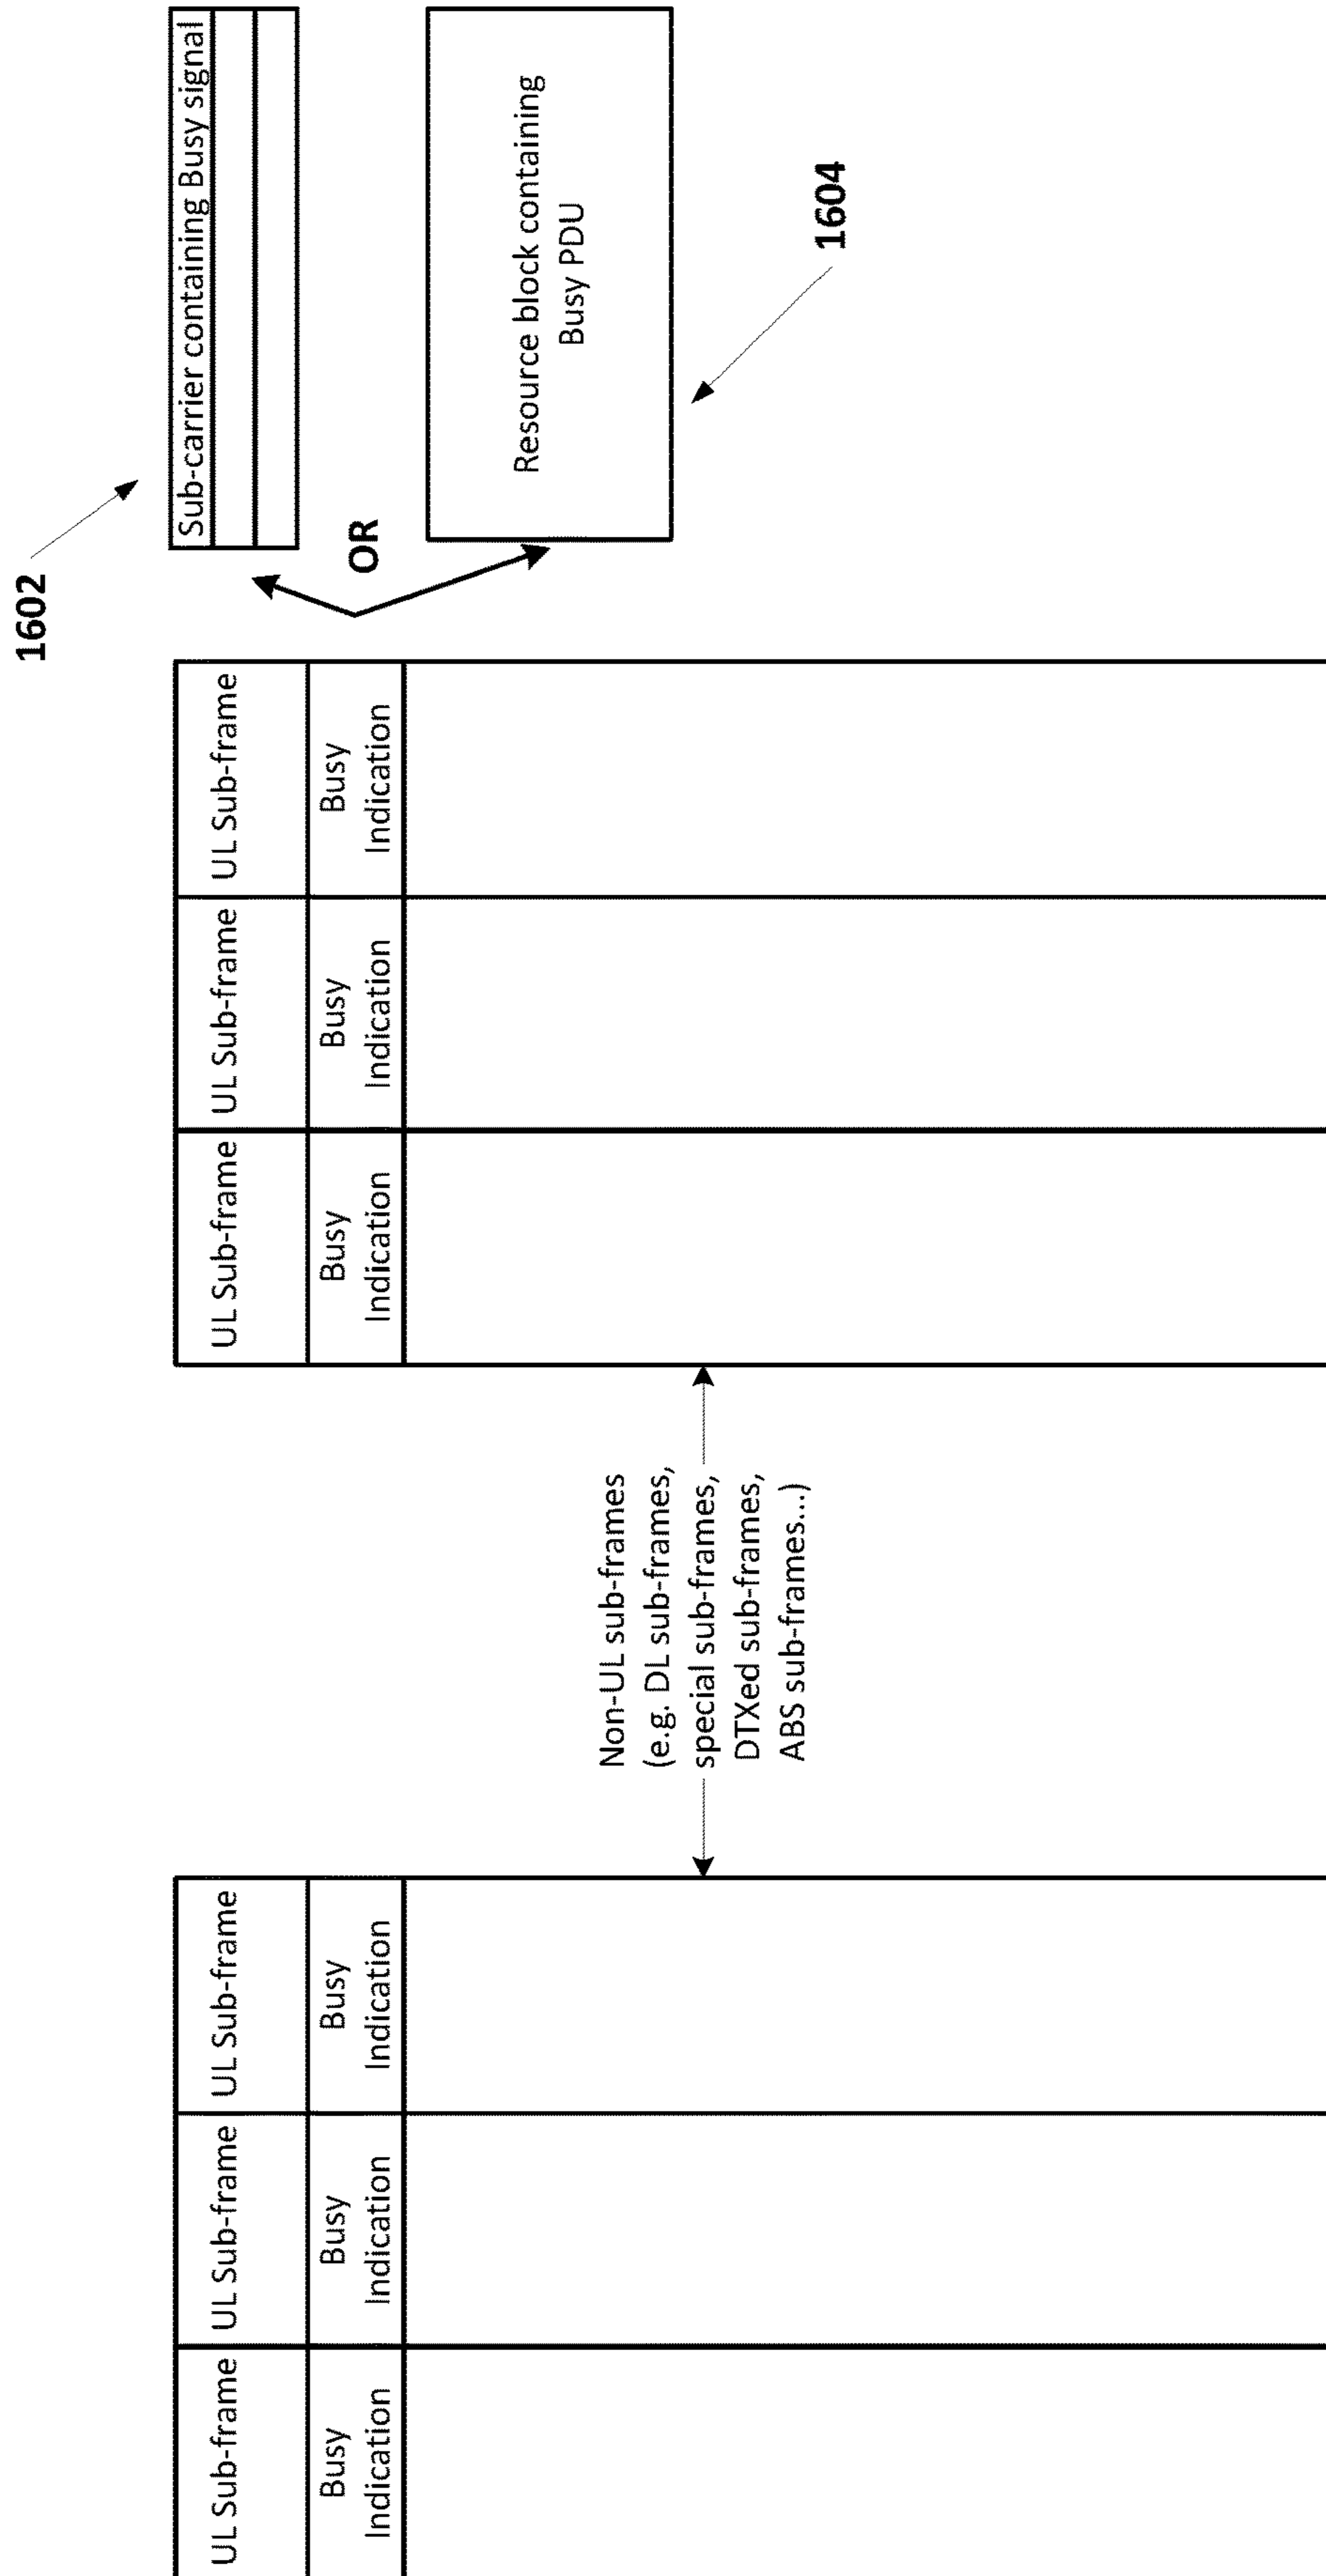 1602
Sub-carrier containing Busy signal
OR
Resource block containing
Busy PDU
1604
UL Sub-frame
UL Sub-frame
UL Sub-frame
Busy
Indication
Busy
Indication
Busy
Indication
Non-UL sub-frames
(e.g. DL sub-frames,
special sub-frames,
DTXed sub-frames,
ABS sub-frames...)
UL Sub-frame
UL Sub-frame
UL Sub-frame
Busy
Indication
Busy
Indication
Busy
Indication